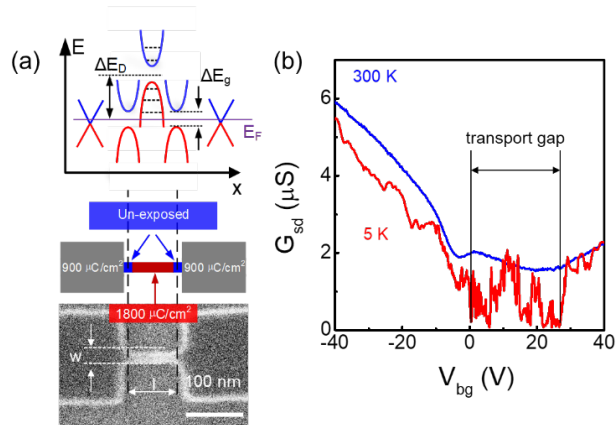 (a)
E
ΔE_D
ΔE_g
E_F
x
Un-exposed
900 μC/cm²
900 μC/cm²
1800 μC/cm²
w
l
100 nm
(b)
300 K
transport gap
5 K
G_sd (μS)
6
4
2
0
-40 -20 0 20 40
V_bg (V)